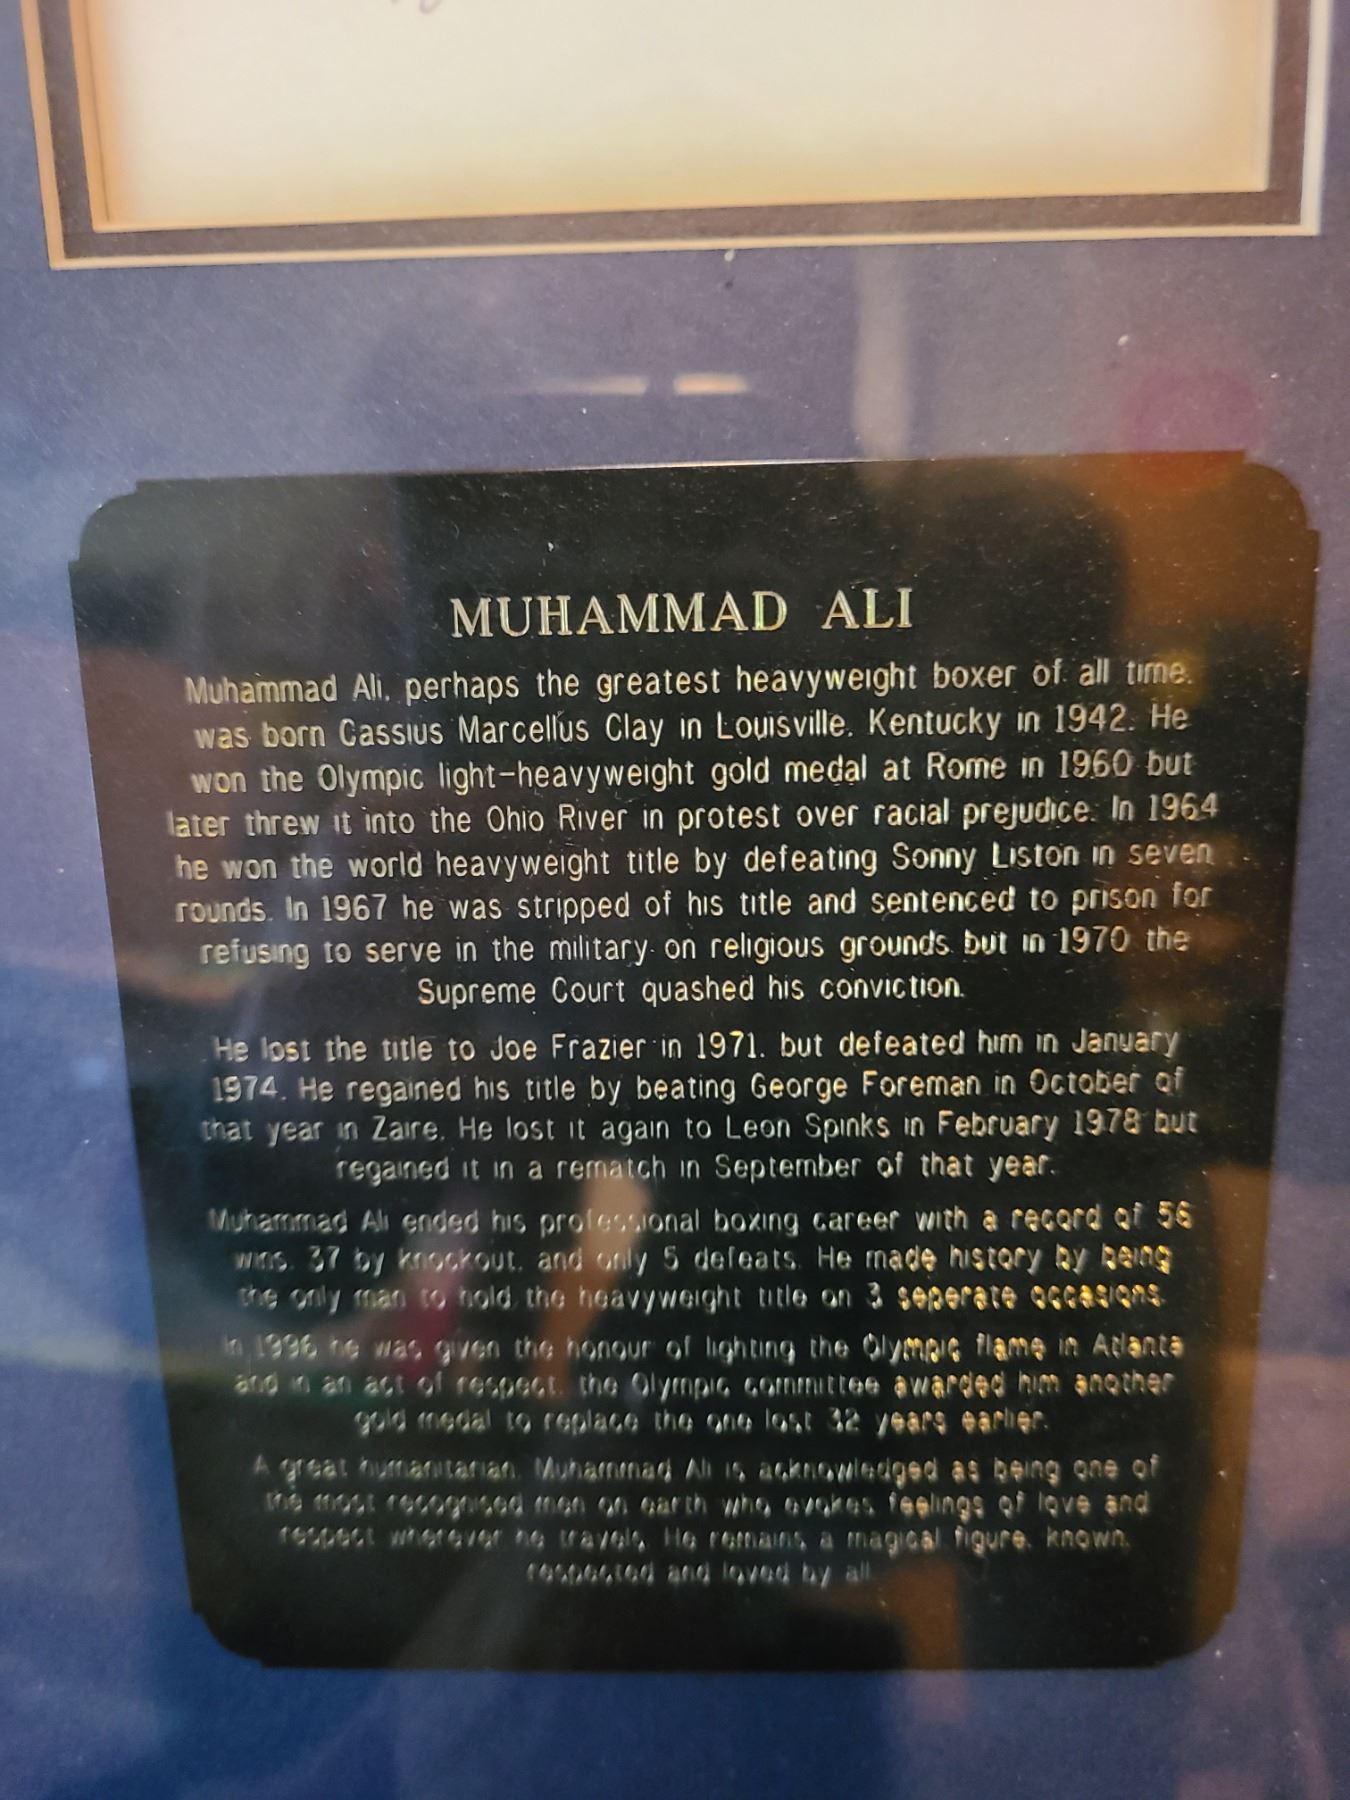 MUHAMMAD ALI
Muhammad Ali, perhaps the greatest heavyweight boxer of all time,
was born Cassius Marcellus Clay in Louisville, Kentucky in 1942. He
won the Olympic light-heavyweight gold medal at Rome in 1960 but
later threw it into the Ohio River in protest over racial prejudice. In 1964
he won the world heavyweight title by defeating Sonny Liston in seven
rounds. In 1967 he was stripped of his title and sentenced to prison for
refusing to serve in the military on religious grounds, but in 1970 the
Supreme Court quashed his conviction.
He lost the title to Joe Frazier in 1971, but defeated him in January
1974. He regained his title by beating George Foreman in October of
that year in Zaire. He lost it again to Leon Spinks in February 1978 but
regained it in a rematch in September of that year.
Muhammad Ali ended his professional boxing career with a record of 56
wins, 37 by knockout, and only 5 defeats. He made history by being
the only man to hold the heavyweight title on 3 seperate occasions.
In 1996 he was given the honour of lighting the Olympic flame in Atlanta
and in an act of respect, the Olympic committee awarded him another
gold medal to replace the one lost 32 years earlier.
A great humanitarian, Muhammad Ali is acknowledged as being one of
the most recognised men on earth who evokes feelings of love and
respect wherever he travels. He remains a magical figure, known,
respected and loved by all.